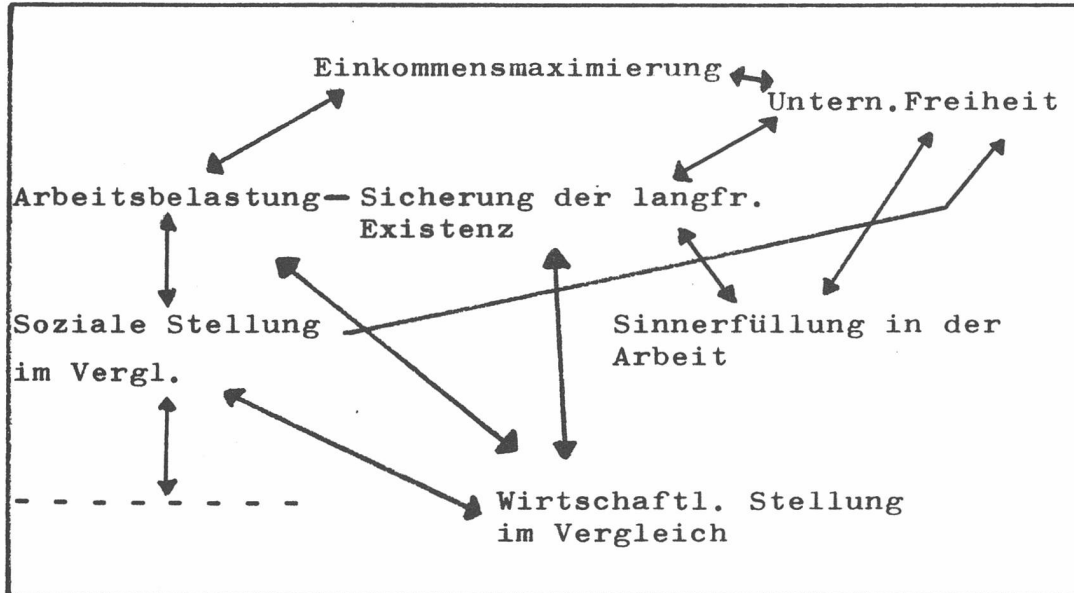 Einkommensmaximierung
Untern.Freiheit
Arbeitsbelastung— Sicherung der langfr.
Existenz
Soziale Stellung
im Vergl.
Sinnerfüllung in der
Arbeit
- - - - - - - -
Wirtschaftl. Stellung
im Vergleich